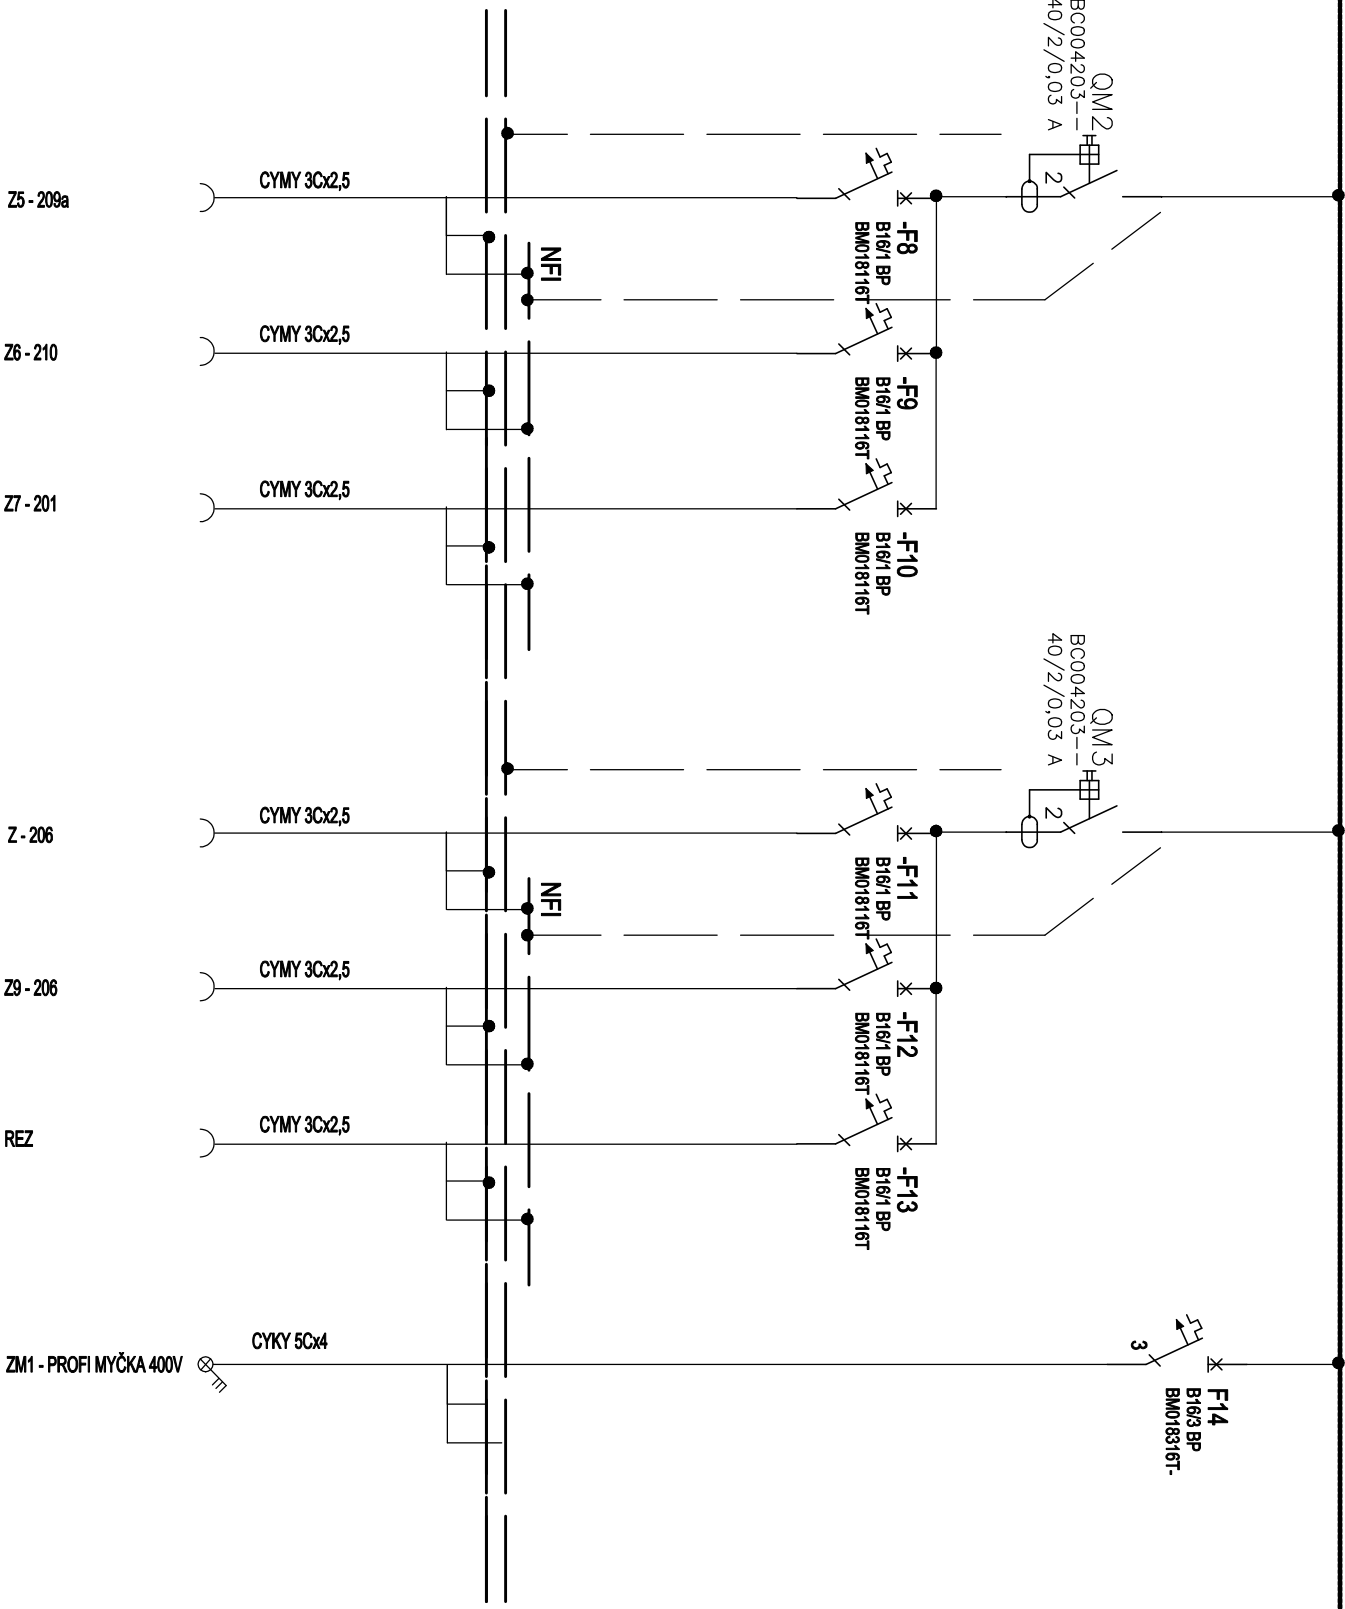 QM2
BC004203--
40/2/0,03 A
2
Z5 - 209a
CYMY 3Cx2,5
-F8
B16/1 BP
BM018116T
NFI
Z6 - 210
CYMY 3Cx2,5
-F9
B16/1 BP
BM018116T
Z7 - 201
CYMY 3Cx2,5
-F10
B16/1 BP
BM018116T
QM3
BC004203--
40/2/0,03 A
2
Z - 206
CYMY 3Cx2,5
-F11
B16/1 BP
BM018116T
NFI
Z9 - 206
CYMY 3Cx2,5
-F12
B16/1 BP
BM018116T
REZ
CYMY 3Cx2,5
-F13
B16/1 BP
BM018116T
ZM1 - PROFI MYČKA 400V
CYKY 5Cx4
3
F14
B16/3 BP
BM018316T-